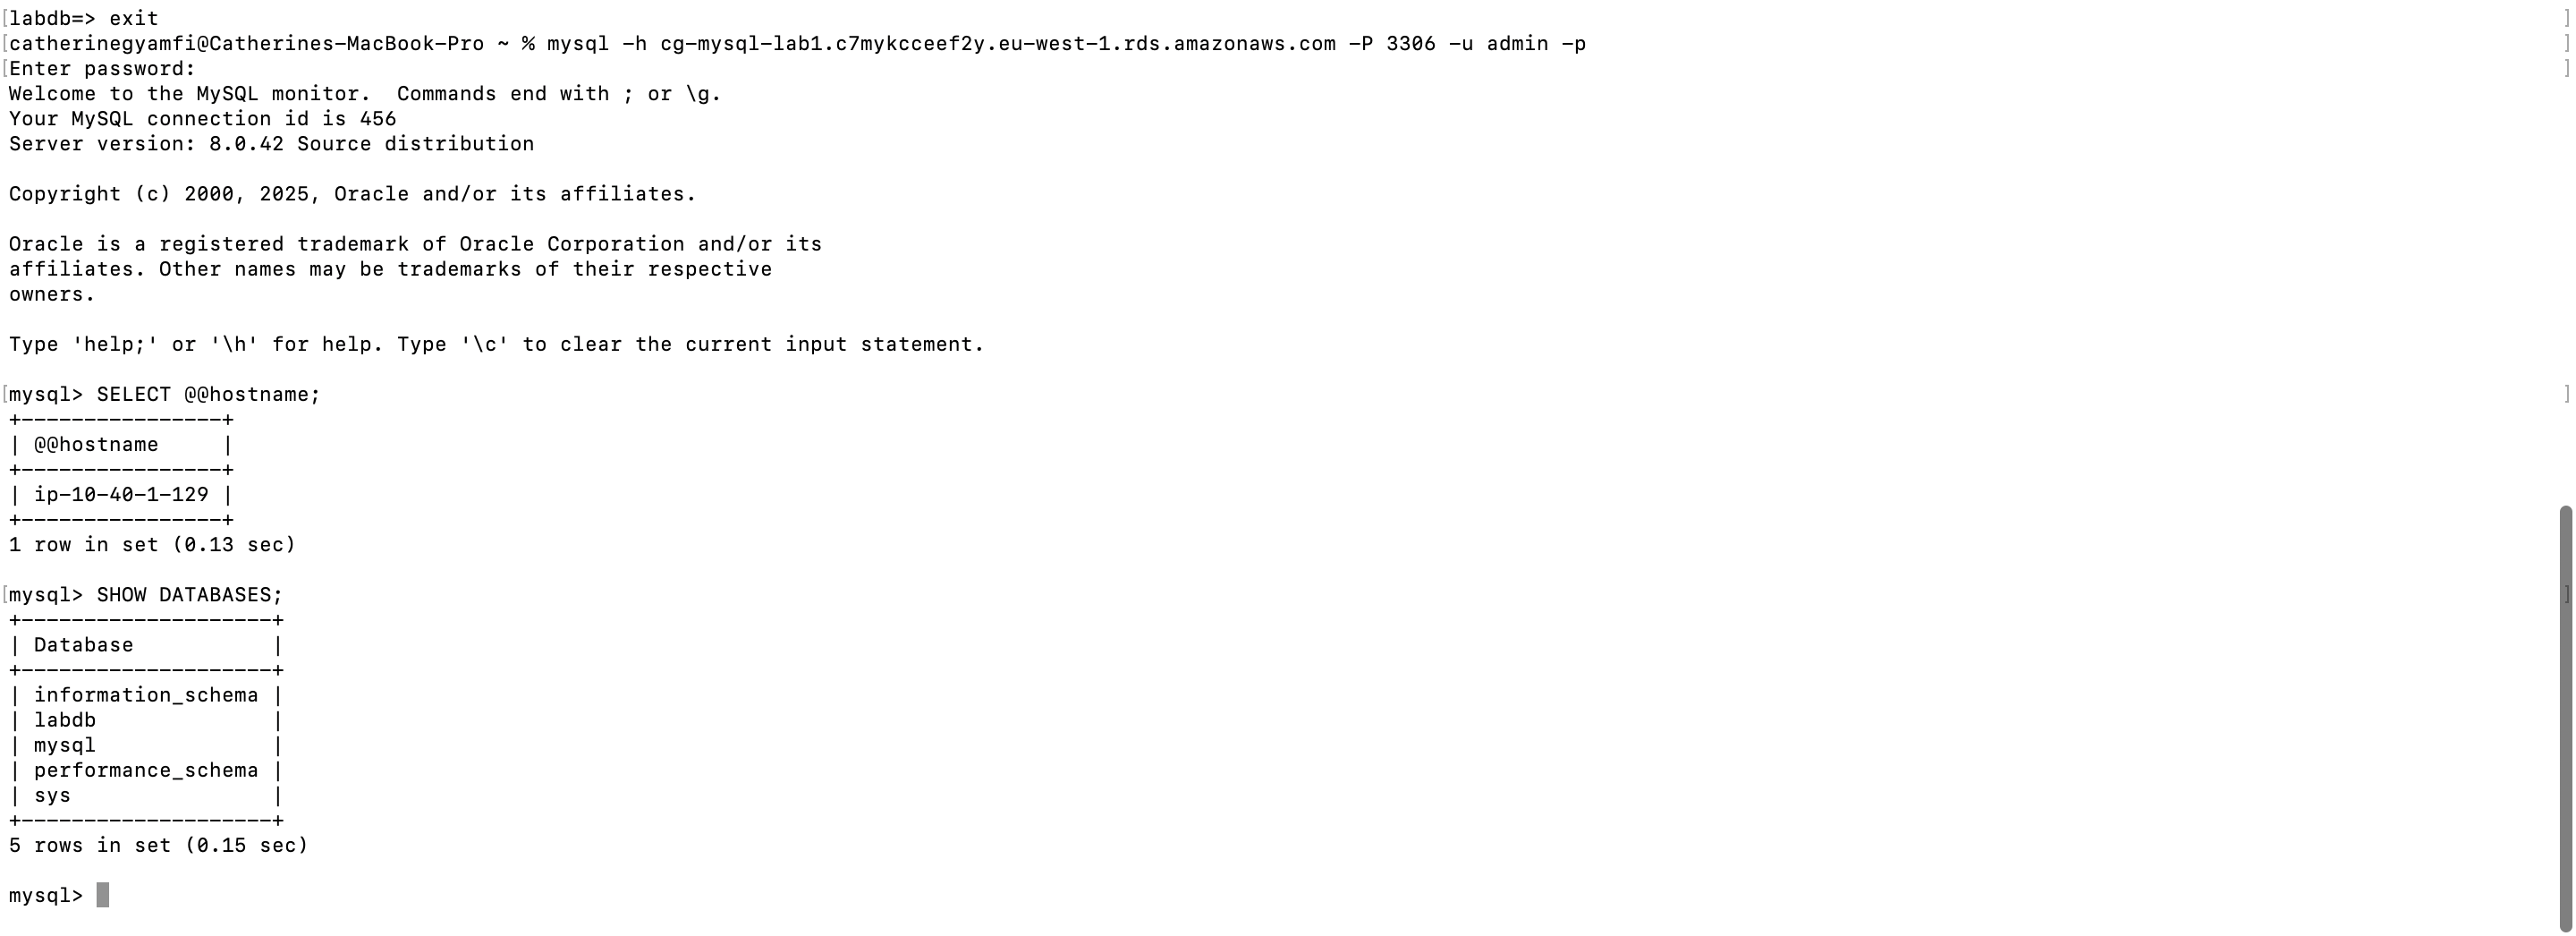 [labdb=> exit ]
[catherinegyamfi@Catherines-MacBook-Pro ~ % mysql -h cg-mysql-lab1.c7mykcceef2y.eu-west-1.rds.amazonaws.com -P 3306 -u admin -p ]
[Enter password: ]
Welcome to the MySQL monitor.  Commands end with ; or \g.
Your MySQL connection id is 456
Server version: 8.0.42 Source distribution

Copyright (c) 2000, 2025, Oracle and/or its affiliates.

Oracle is a registered trademark of Oracle Corporation and/or its
affiliates. Other names may be trademarks of their respective
owners.

Type 'help;' or '\h' for help. Type '\c' to clear the current input statement.

[mysql> SELECT @@hostname; ]
+----------------+
| @@hostname     |
+----------------+
| ip-10-40-1-129 |
+----------------+
1 row in set (0.13 sec)

[mysql> SHOW DATABASES; ]
+--------------------+
| Database           |
+--------------------+
| information_schema |
| labdb              |
| mysql              |
| performance_schema |
| sys                |
+--------------------+
5 rows in set (0.15 sec)

mysql>